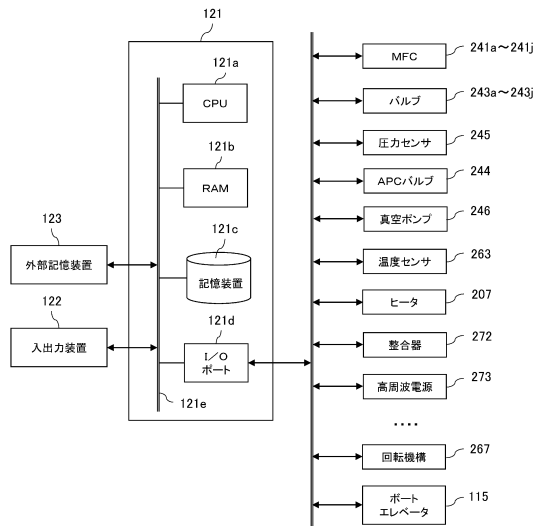 121
121a
CPU
121b
RAM
121c
記憶装置
121d
I／O
ポート
121e
123
外部記憶装置
122
入出力装置
MFC
241a～241j
バルブ
243a～243j
圧力センサ
245
APCバルブ
244
真空ポンプ
246
温度センサ
263
ヒータ
207
整合器
272
高周波電源
273
････
回転機構
267
ボート
エレベータ
115